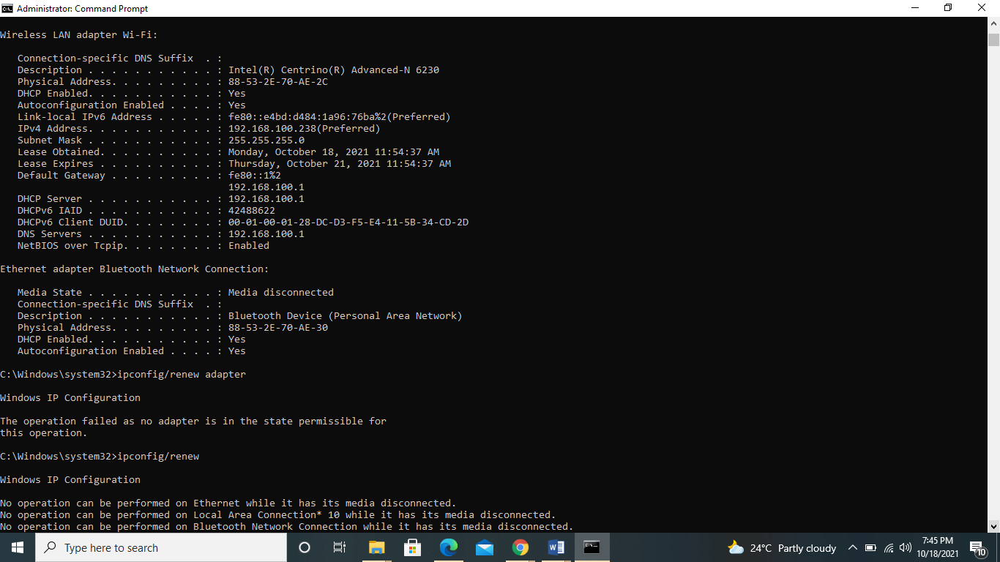 Administrator: Command Prompt
Wireless LAN adapter Wi-Fi:
Connection-specific DNS Suffix  . :
Description . . . . . . . . . . . : Intel(R) Centrino(R) Advanced-N 6230
Physical Address. . . . . . . . . : 88-53-2E-70-AE-2C
DHCP Enabled. . . . . . . . . . . : Yes
Autoconfiguration Enabled . . . . : Yes
Link-local IPv6 Address . . . . . : fe80::e4bd:d484:1a96:76ba%2(Preferred)
IPv4 Address. . . . . . . . . . . : 192.168.100.238(Preferred)
Subnet Mask . . . . . . . . . . . : 255.255.255.0
Lease Obtained. . . . . . . . . . : Monday, October 18, 2021 11:54:37 AM
Lease Expires . . . . . . . . . . : Thursday, October 21, 2021 11:54:37 AM
Default Gateway . . . . . . . . . : fe80::1%2
192.168.100.1
DHCP Server . . . . . . . . . . . : 192.168.100.1
DHCPv6 IAID . . . . . . . . . . . : 42488622
DHCPv6 Client DUID. . . . . . . . : 00-01-00-01-28-DC-D3-F5-E4-11-5B-34-CD-2D
DNS Servers . . . . . . . . . . . : 192.168.100.1
NetBIOS over Tcpip. . . . . . . . : Enabled
Ethernet adapter Bluetooth Network Connection:
Media State . . . . . . . . . . . : Media disconnected
Connection-specific DNS Suffix  . :
Description . . . . . . . . . . . : Bluetooth Device (Personal Area Network)
Physical Address. . . . . . . . . : 88-53-2E-70-AE-30
DHCP Enabled. . . . . . . . . . . : Yes
Autoconfiguration Enabled . . . . : Yes
C:\Windows\system32>ipconfig/renew adapter
Windows IP Configuration
The operation failed as no adapter is in the state permissible for
this operation.
C:\Windows\system32>ipconfig/renew
Windows IP Configuration
No operation can be performed on Ethernet while it has its media disconnected.
No operation can be performed on Local Area Connection* 10 while it has its media disconnected.
No operation can be performed on Bluetooth Network Connection while it has its media disconnected.
Type here to search
24°C Partly cloudy
7:45 PM
10/18/2021
10